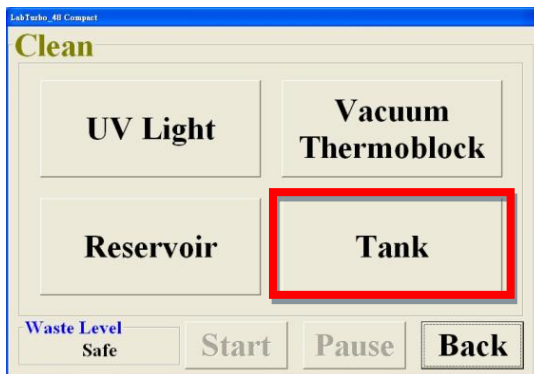 LabTurbo_48 Compact
Clean
UV Light
Vacuum
Thermoblock
Reservoir
Tank
Waste Level
Safe
Start
Pause
Back